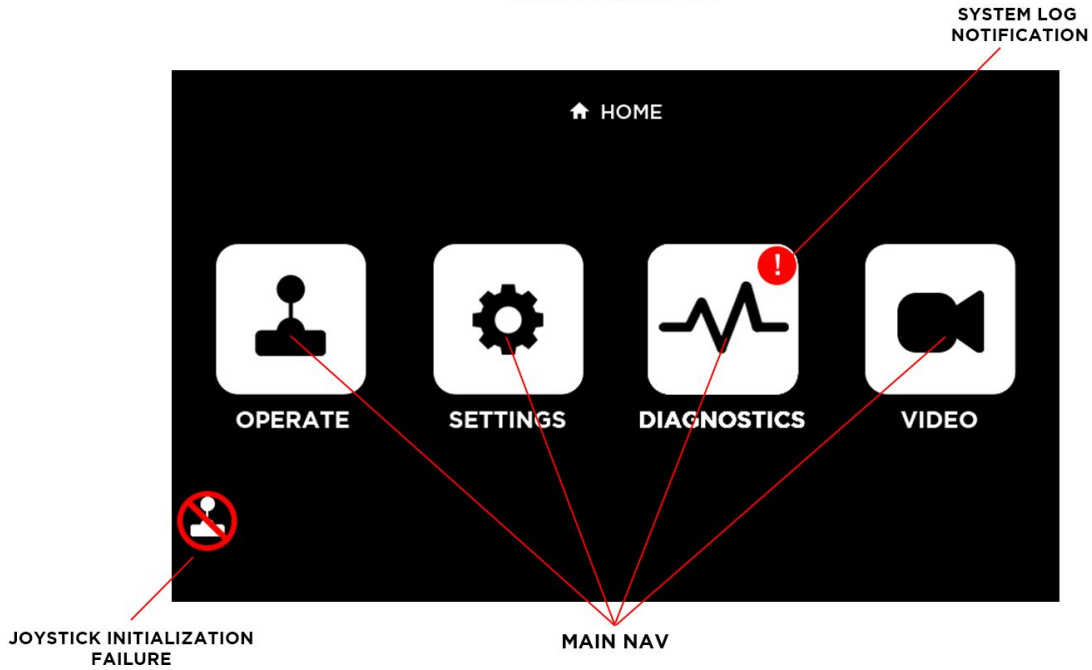 SYSTEM LOG
NOTIFICATION
HOME
!
OPERATE
SETTINGS
DIAGNOSTICS
VIDEO
JOYSTICK INITIALIZATION
FAILURE
MAIN NAV